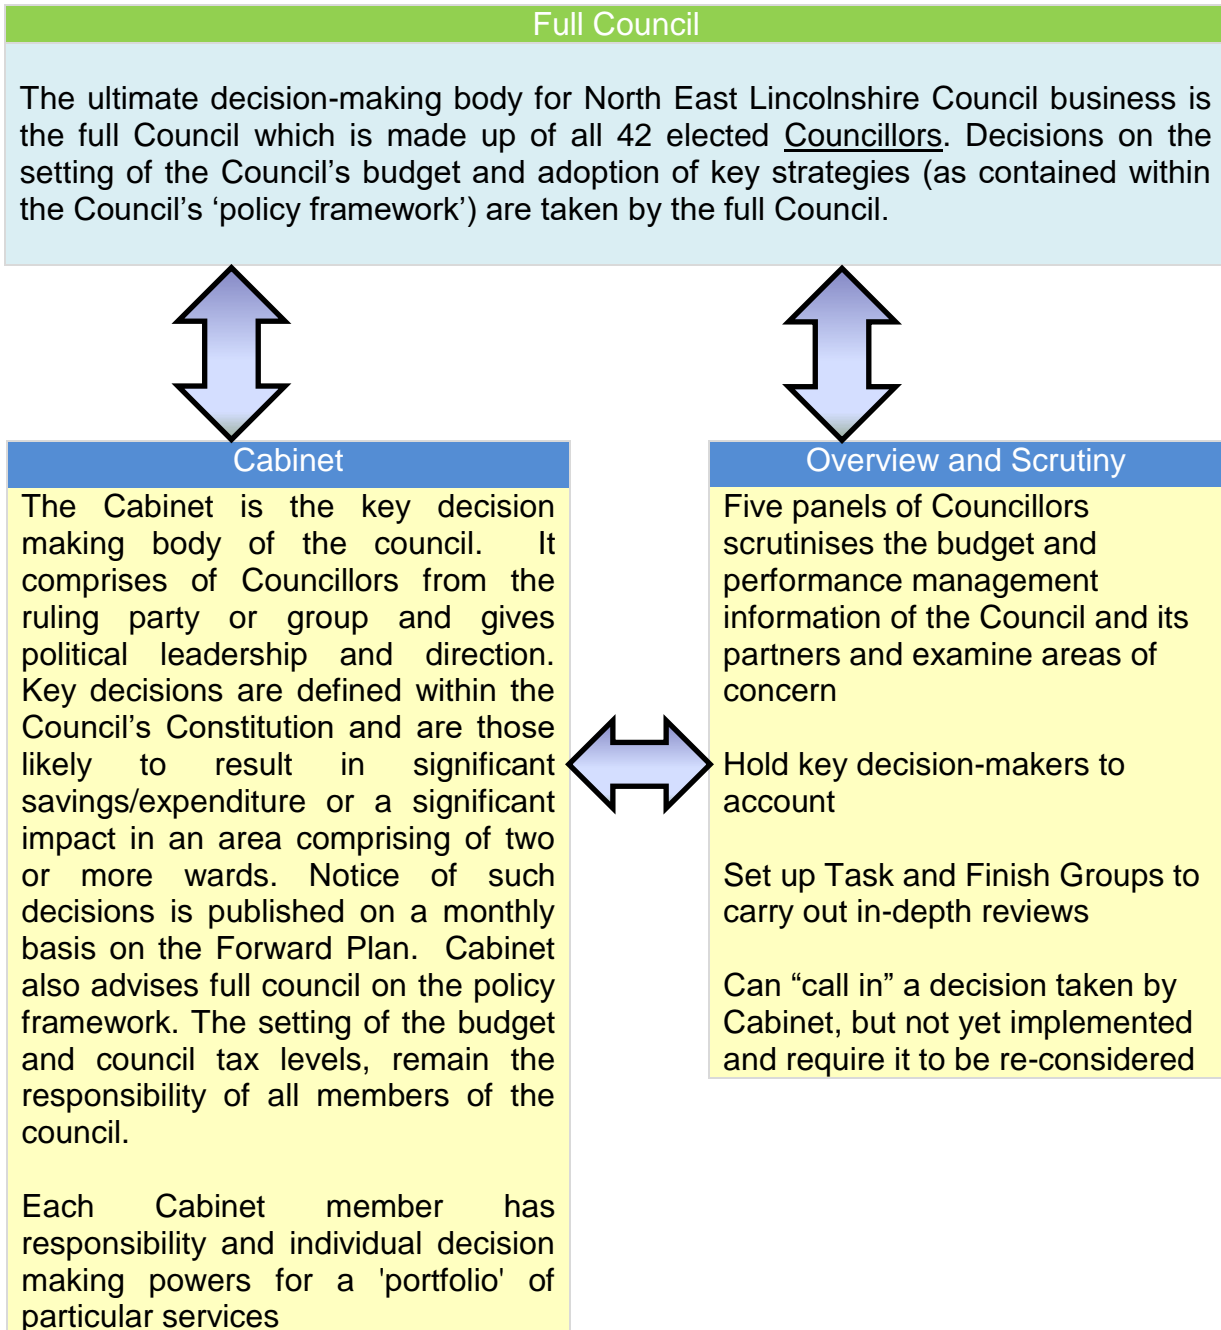 Full Council
The ultimate decision-making body for North East Lincolnshire Council business is
the full Council which is made up of all 42 elected Councillors. Decisions on the
setting of the Council’s budget and adoption of key strategies (as contained within
the Council’s ‘policy framework’) are taken by the full Council.
Cabinet
The Cabinet is the key decision
making body of the council. It
comprises of Councillors from the
ruling party or group and gives
political leadership and direction.
Key decisions are defined within the
Council’s Constitution and are those
likely to result in significant
savings/expenditure or a significant
impact in an area comprising of two
or more wards. Notice of such
decisions is published on a monthly
basis on the Forward Plan. Cabinet
also advises full council on the policy
framework. The setting of the budget
and council tax levels, remain the
responsibility of all members of the
council.
Each Cabinet member has
responsibility and individual decision
making powers for a 'portfolio' of
particular services
Overview and Scrutiny
Five panels of Councillors
scrutinises the budget and
performance management
information of the Council and its
partners and examine areas of
concern
Hold key decision-makers to
account
Set up Task and Finish Groups to
carry out in-depth reviews
Can “call in” a decision taken by
Cabinet, but not yet implemented
and require it to be re-considered